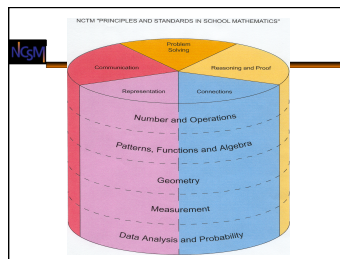 NCTM "PRINCIPLES AND STANDARDS IN SCHOOL MATHEMATICS"
NCSM
Problem
Solving
Communication
Reasoning and Proof
Representation
Connections
Number and Operations
Patterns, Functions and Algebra
Geometry
Measurement
Data Analysis and Probability